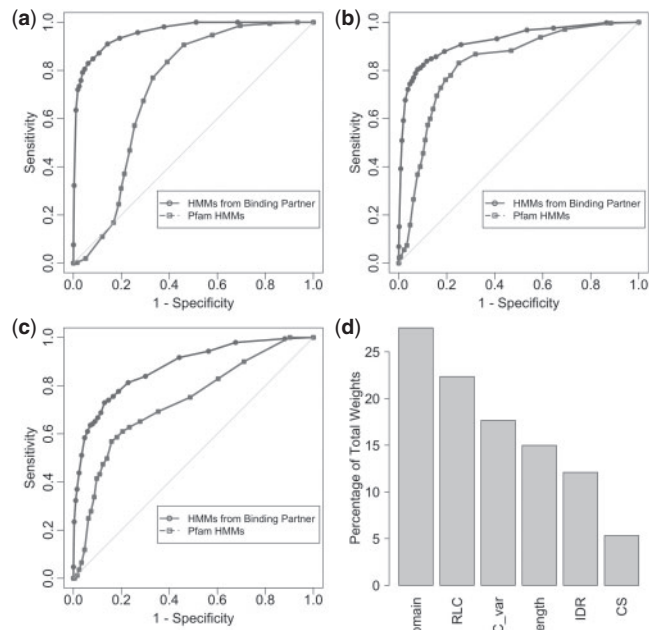 (a)
1.0
0.8
0.6
0.4
0.2
0.0
Sensitivity
HMMs from Binding Partner
Pfam HMMs
0.0 0.2 0.4 0.6 0.8 1.0
1 - Specificity
(b)
1.0
0.8
0.6
0.4
0.2
0.0
Sensitivity
HMMs from Binding Partner
Pfam HMMs
0.0 0.2 0.4 0.6 0.8 1.0
1 - Specificity
(c)
1.0
0.8
0.6
0.4
0.2
0.0
Sensitivity
HMMs from Binding Partner
Pfam HMMs
0.0 0.2 0.4 0.6 0.8 1.0
1 - Specificity
(d)
25
20
15
10
5
0
Percentage of Total Weights
RLC
IDR
CS